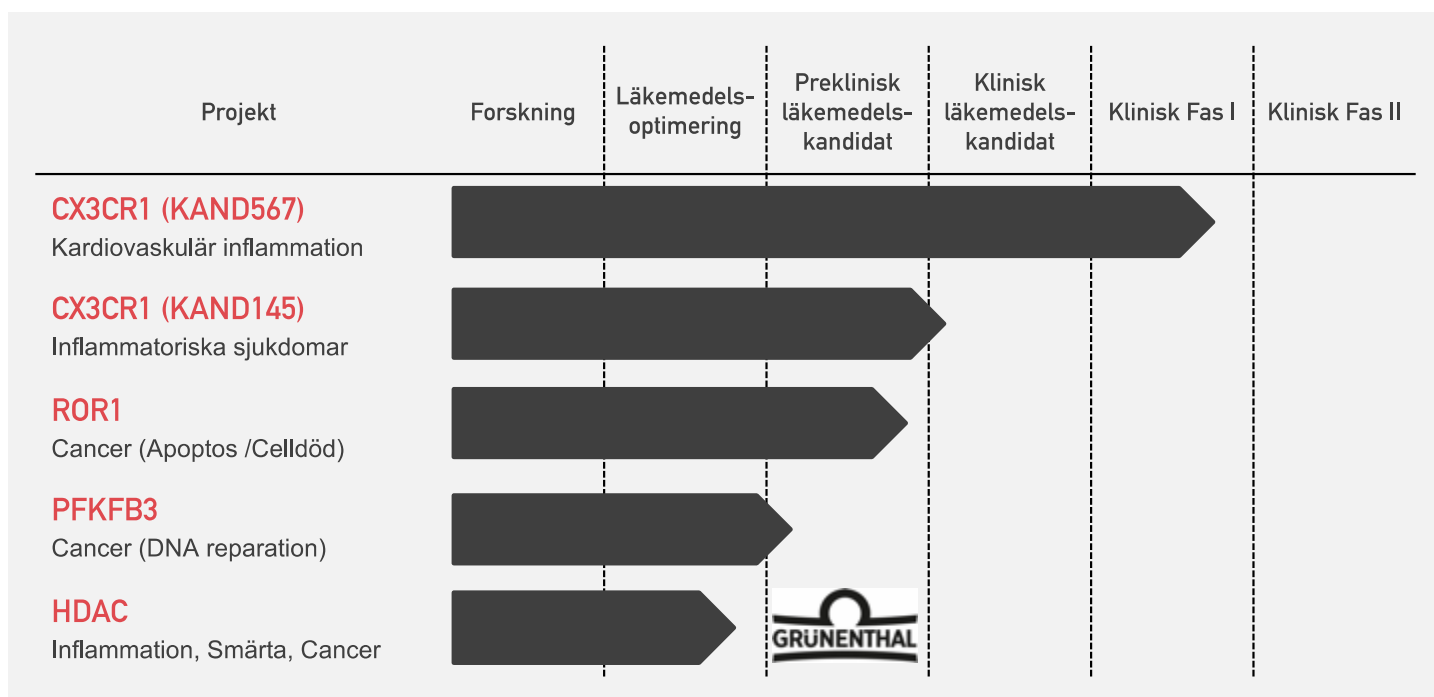 Projekt
Forskning
Läkemedels-
optimering
Preklinisk
läkemedels-
kandidat
Klinisk
läkemedels-
kandidat
Klinisk Fas I
Klinisk Fas II
CX3CR1 (KAND567)
Kardiovaskulär inflammation
CX3CR1 (KAND145)
Inflammatoriska sjukdomar
ROR1
Cancer (Apoptos /Celldöd)
PFKFB3
Cancer (DNA reparation)
HDAC
Inflammation, Smärta, Cancer
GRÜNENTHAL